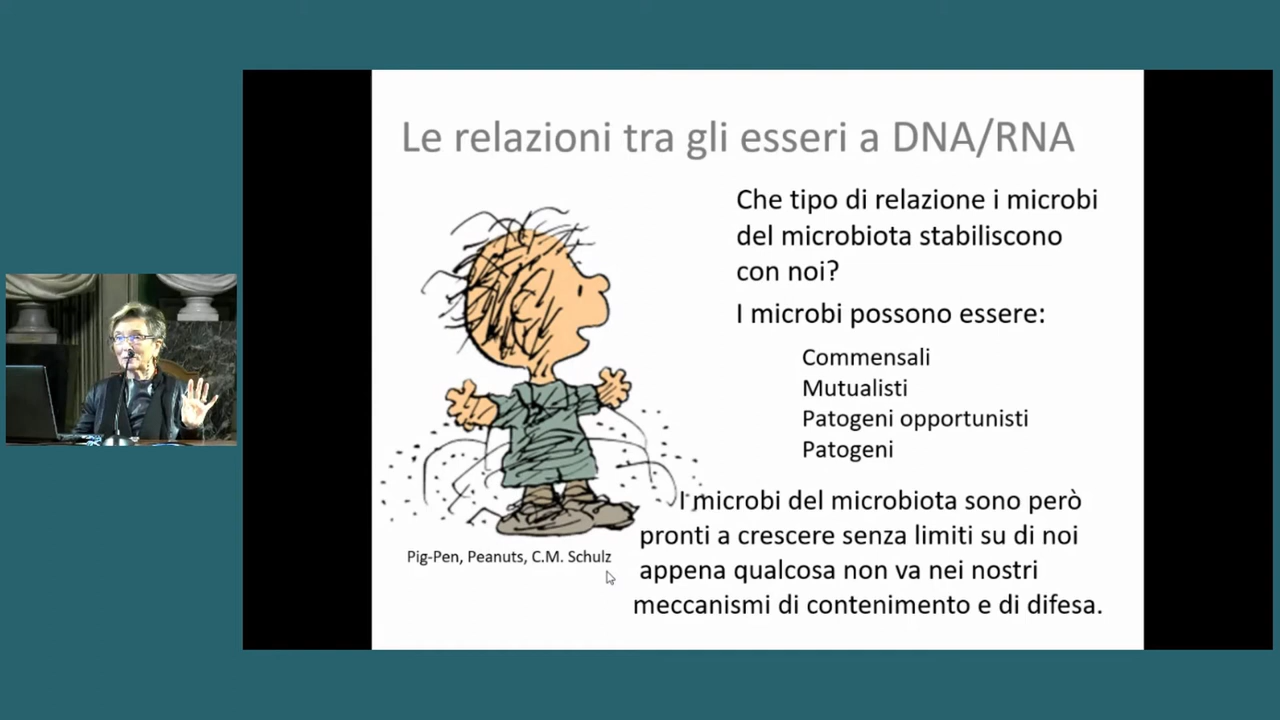 Le relazioni tra gli esseri a DNA/RNA
Che tipo di relazione i microbi
del microbiota stabiliscono
con noi?
I microbi possono essere:
Commensali
Mutualisti
Patogeni opportunisti
Patogeni
I microbi del microbiota sono però
pronti a crescere senza limiti su di noi
appena qualcosa non va nei nostri
meccanismi di contenimento e di difesa.
Pig-Pen, Peanuts, C.M. Schulz